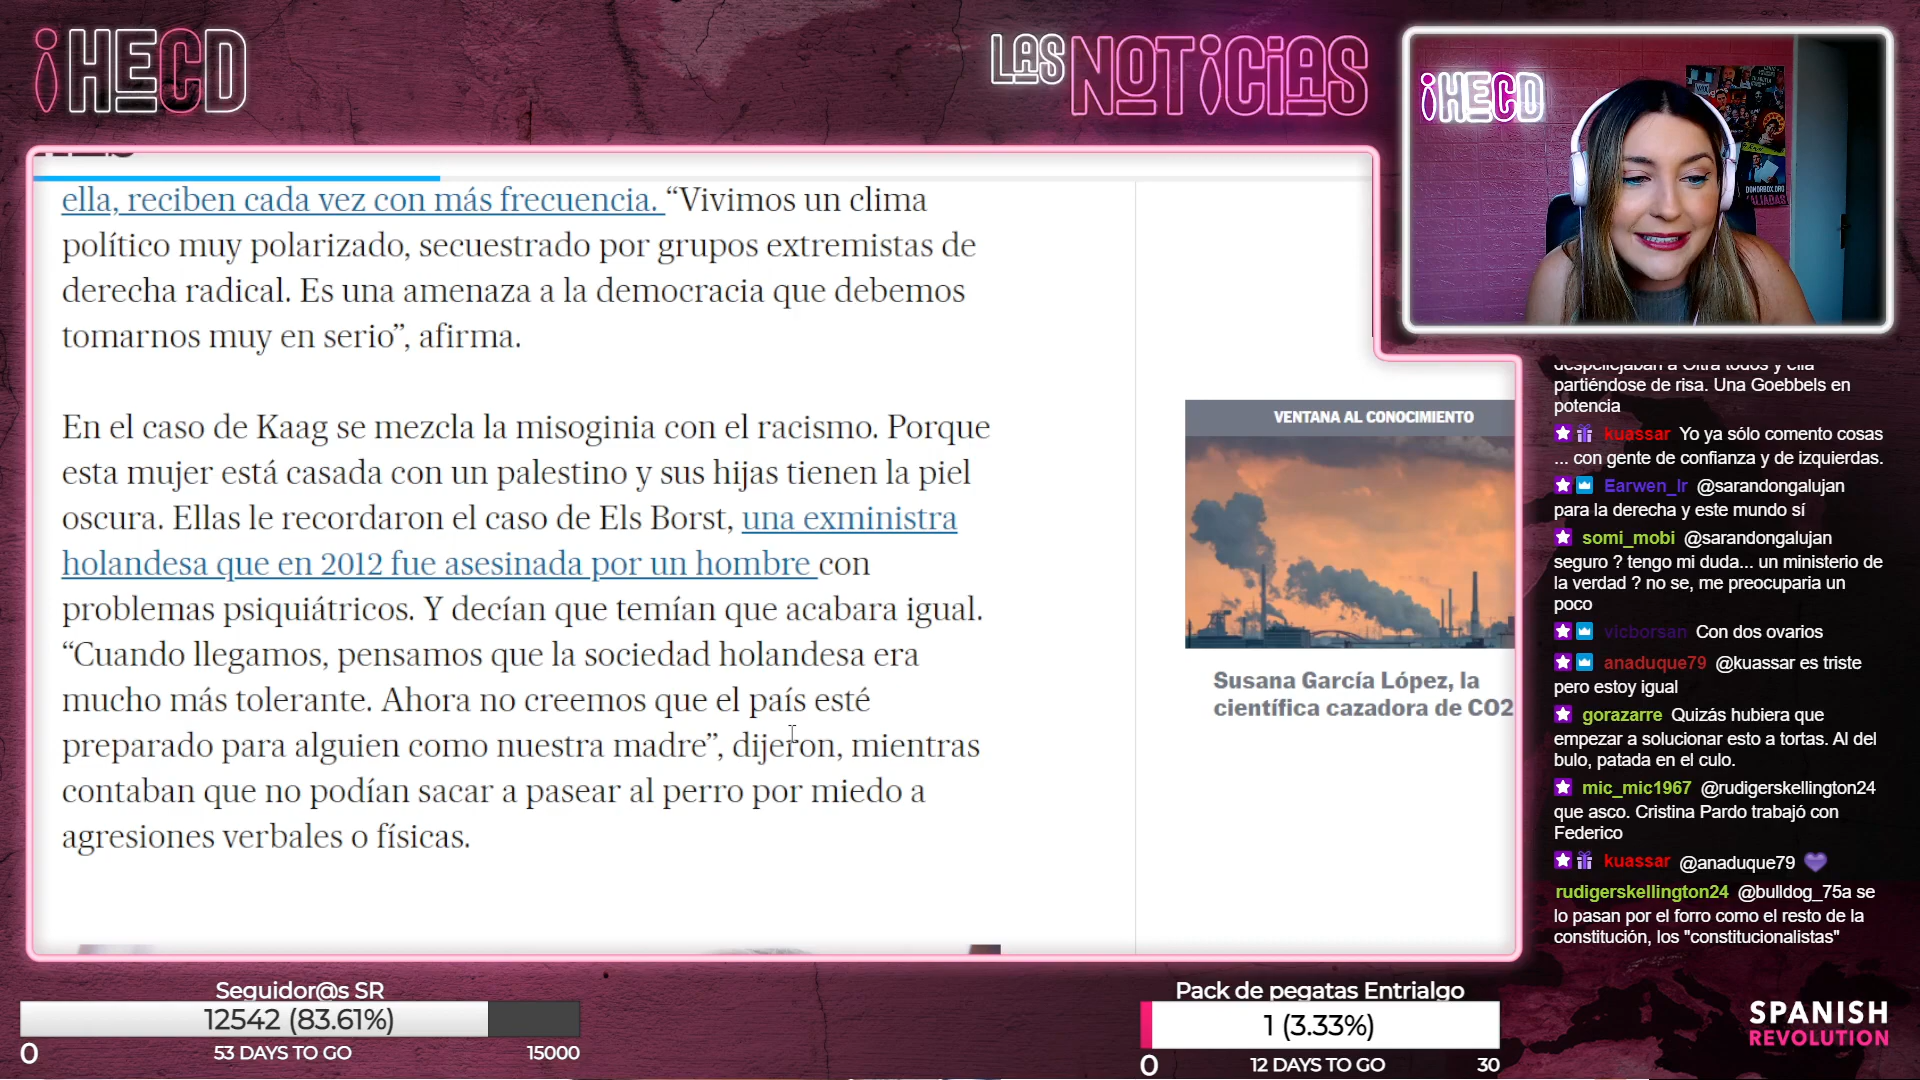 ¡HECD
LAS NOTICIAS
¡HECD
ella, reciben cada vez con más frecuencia. “Vivimos un clima
político muy polarizado, secuestrado por grupos extremistas de
derecha radical. Es una amenaza a la democracia que debemos
tomarnos muy en serio”, afirma.
En el caso de Kaag se mezcla la misoginia con el racismo. Porque
esta mujer está casada con un palestino y sus hijas tienen la piel
oscura. Ellas le recordaron el caso de Els Borst, una exministra
holandesa que en 2012 fue asesinada por un hombre con
problemas psiquiátricos. Y decían que temían que acabara igual.
“Cuando llegamos, pensamos que la sociedad holandesa era
mucho más tolerante. Ahora no creemos que el país esté
preparado para alguien como nuestra madre”, dijeron, mientras
contaban que no podían sacar a pasear al perro por miedo a
agresiones verbales o físicas.
VENTANA AL CONOCIMIENTO
Susana García López, la
científica cazadora de CO2
DONORBOX.ORG
ALIADAS
despellejaban a Oltra todos y ella
partiéndose de risa. Una Goebbels en
potencia
kuassar Yo ya sólo comento cosas
... con gente de confianza y de izquierdas.
Earwen_lr @sarandongalujan
para la derecha y este mundo sí
somi_mobi @sarandongalujan
seguro ? tengo mi duda... un ministerio de
la verdad ? no se, me preocuparia un
poco
vicborsan Con dos ovarios
anaduque79 @kuassar es triste
pero estoy igual
gorazarre Quizás hubiera que
empezar a solucionar esto a tortas. Al del
bulo, patada en el culo.
mic_mic1967 @rudigerskellington24
que asco. Cristina Pardo trabajó con
Federico
kuassar @anaduque79 💜
rudigerskellington24 @bulldog_75a se
lo pasan por el forro como el resto de la
constitución, los "constitucionalistas"
Seguidor@s SR
12542 (83.61%)
0 53 DAYS TO GO 15000
Pack de pegatas Entrialgo
1 (3.33%)
0 12 DAYS TO GO 30
SPANISH
REVOLUTION